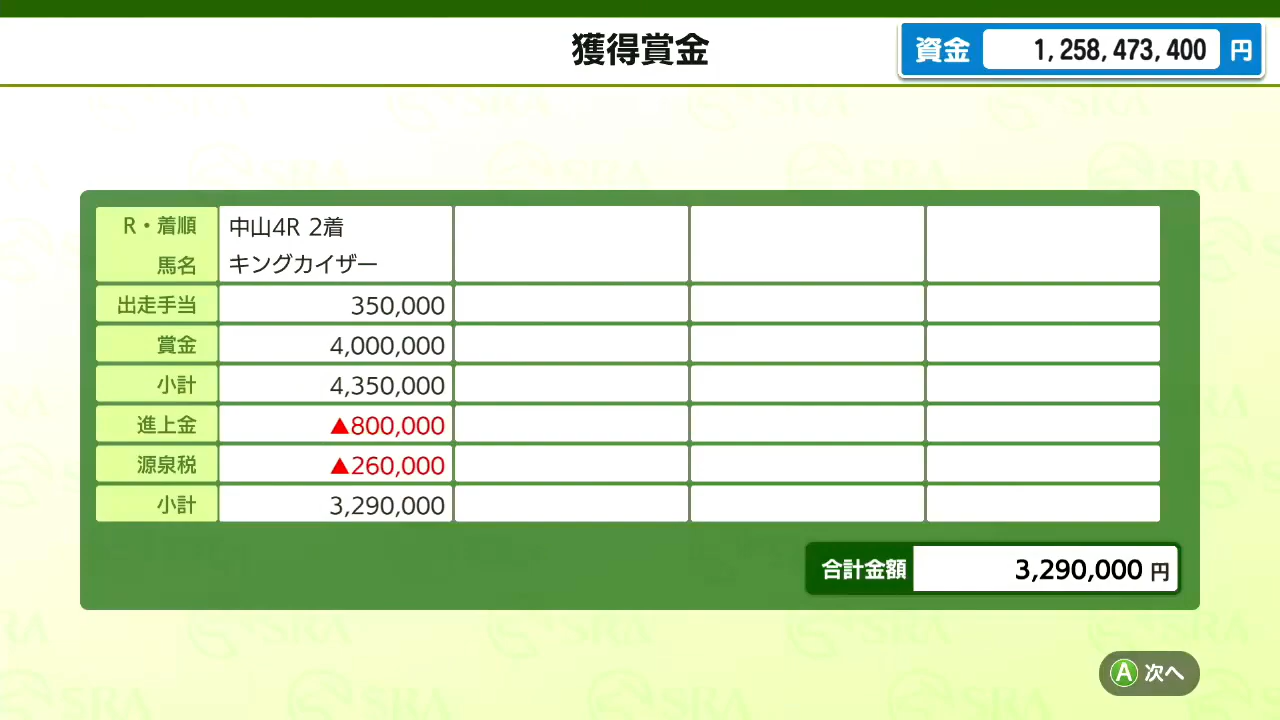 獲得賞金
資金 1,258,473,400 円
R・着順 中山4R 2着
馬名 キングカイザー
出走手当 350,000
賞金 4,000,000
小計 4,350,000
進上金 ▲800,000
源泉税 ▲260,000
小計 3,290,000
合計金額 3,290,000 円
A 次へ